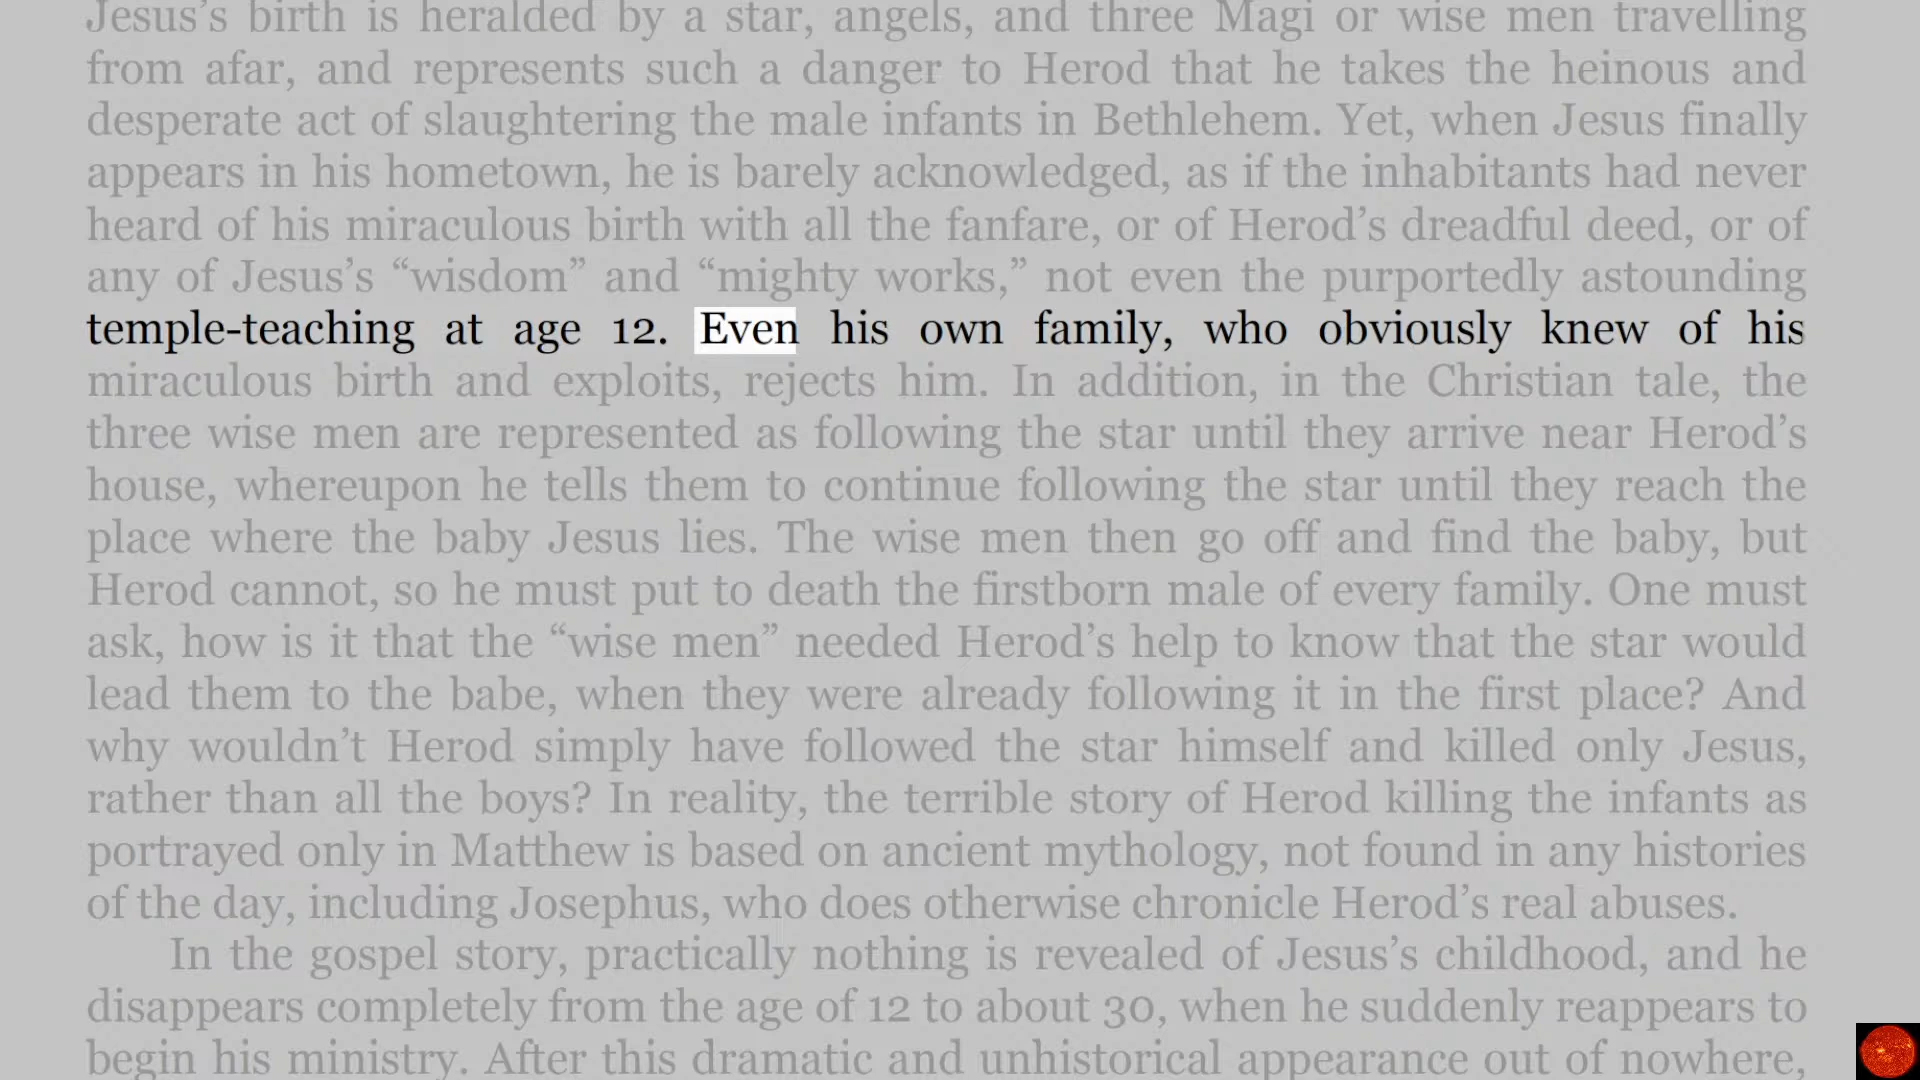 Jesus’s birth is heralded by a star, angels, and three Magi or wise men travelling
from afar, and represents such a danger to Herod that he takes the heinous and
desperate act of slaughtering the male infants in Bethlehem. Yet, when Jesus finally
appears in his hometown, he is barely acknowledged, as if the inhabitants had never
heard of his miraculous birth with all the fanfare, or of Herod’s dreadful deed, or of
any of Jesus’s “wisdom” and “mighty works,” not even the purportedly astounding
temple-teaching at age 12. Even his own family, who obviously knew of his
miraculous birth and exploits, rejects him. In addition, in the Christian tale, the
three wise men are represented as following the star until they arrive near Herod’s
house, whereupon he tells them to continue following the star until they reach the
place where the baby Jesus lies. The wise men then go off and find the baby, but
Herod cannot, so he must put to death the firstborn male of every family. One must
ask, how is it that the “wise men” needed Herod’s help to know that the star would
lead them to the babe, when they were already following it in the first place? And
why wouldn’t Herod simply have followed the star himself and killed only Jesus,
rather than all the boys? In reality, the terrible story of Herod killing the infants as
portrayed only in Matthew is based on ancient mythology, not found in any histories
of the day, including Josephus, who does otherwise chronicle Herod’s real abuses.
In the gospel story, practically nothing is revealed of Jesus’s childhood, and he
disappears completely from the age of 12 to about 30, when he suddenly reappears to
begin his ministry. After this dramatic and unhistorical appearance out of nowhere,